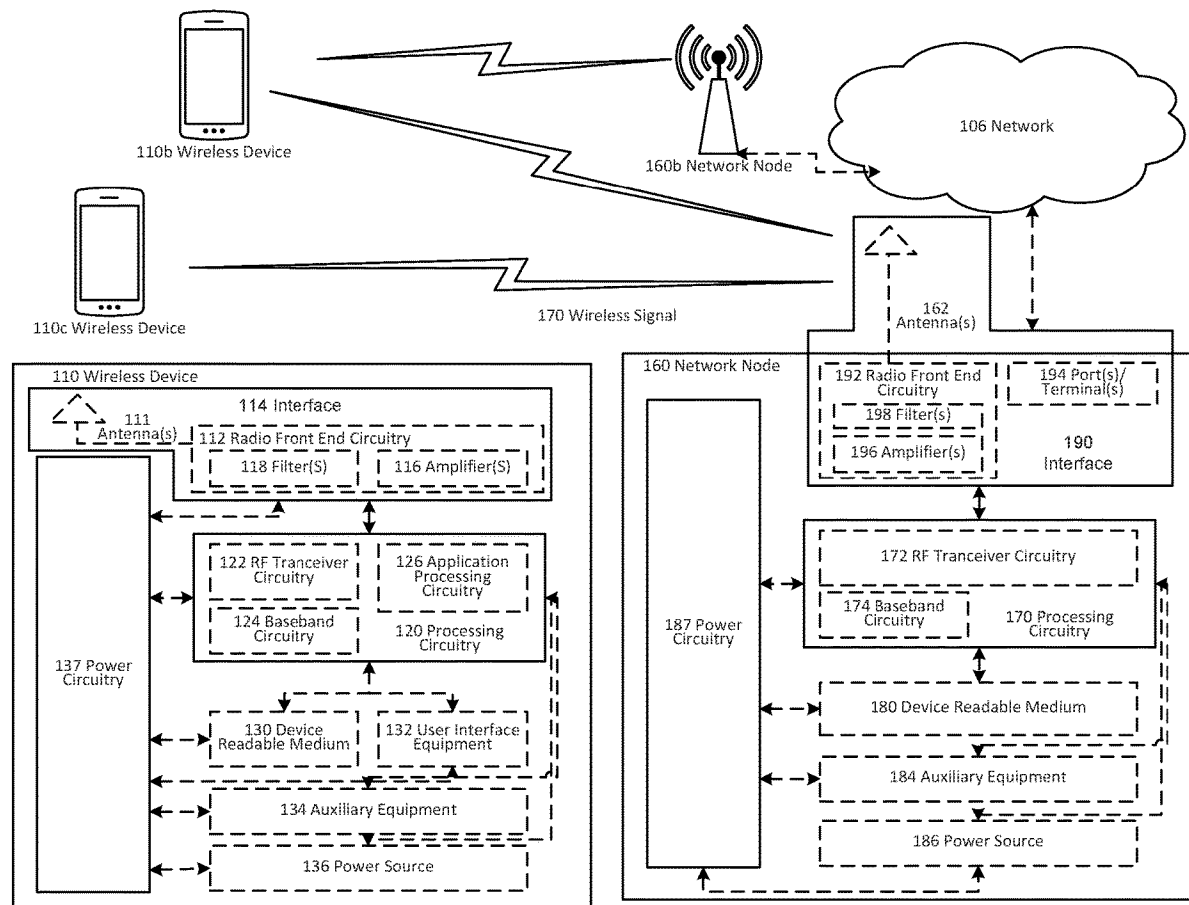 110b Wireless Device
160b Network Node
106 Network
110c Wireless Device
170 Wireless Signal
162
Antenna(s)
110 Wireless Device
114 Interface
111
Antenna(s)
112 Radio Front End Circuitry
118 Filter(S)
116 Amplifier(S)
122 RF Tranceiver
Circuitry
126 Application
Processing
Circuitry
124 Baseband
Circuitry
120 Processing
Circuitry
137 Power
Circuitry
130 Device
Readable Medium
132 User Interface
Equipment
134 Auxiliary Equipment
136 Power Source
160 Network Node
192 Radio Front End
Circuitry
198 Filter(s)
196 Amplifier(s)
194 Port(s)/
Terminal(s)
190
Interface
172 RF Tranceiver Circuitry
174 Baseband
Circuitry
170 Processing
Circuitry
187 Power
Circuitry
180 Device Readable Medium
184 Auxiliary Equipment
186 Power Source